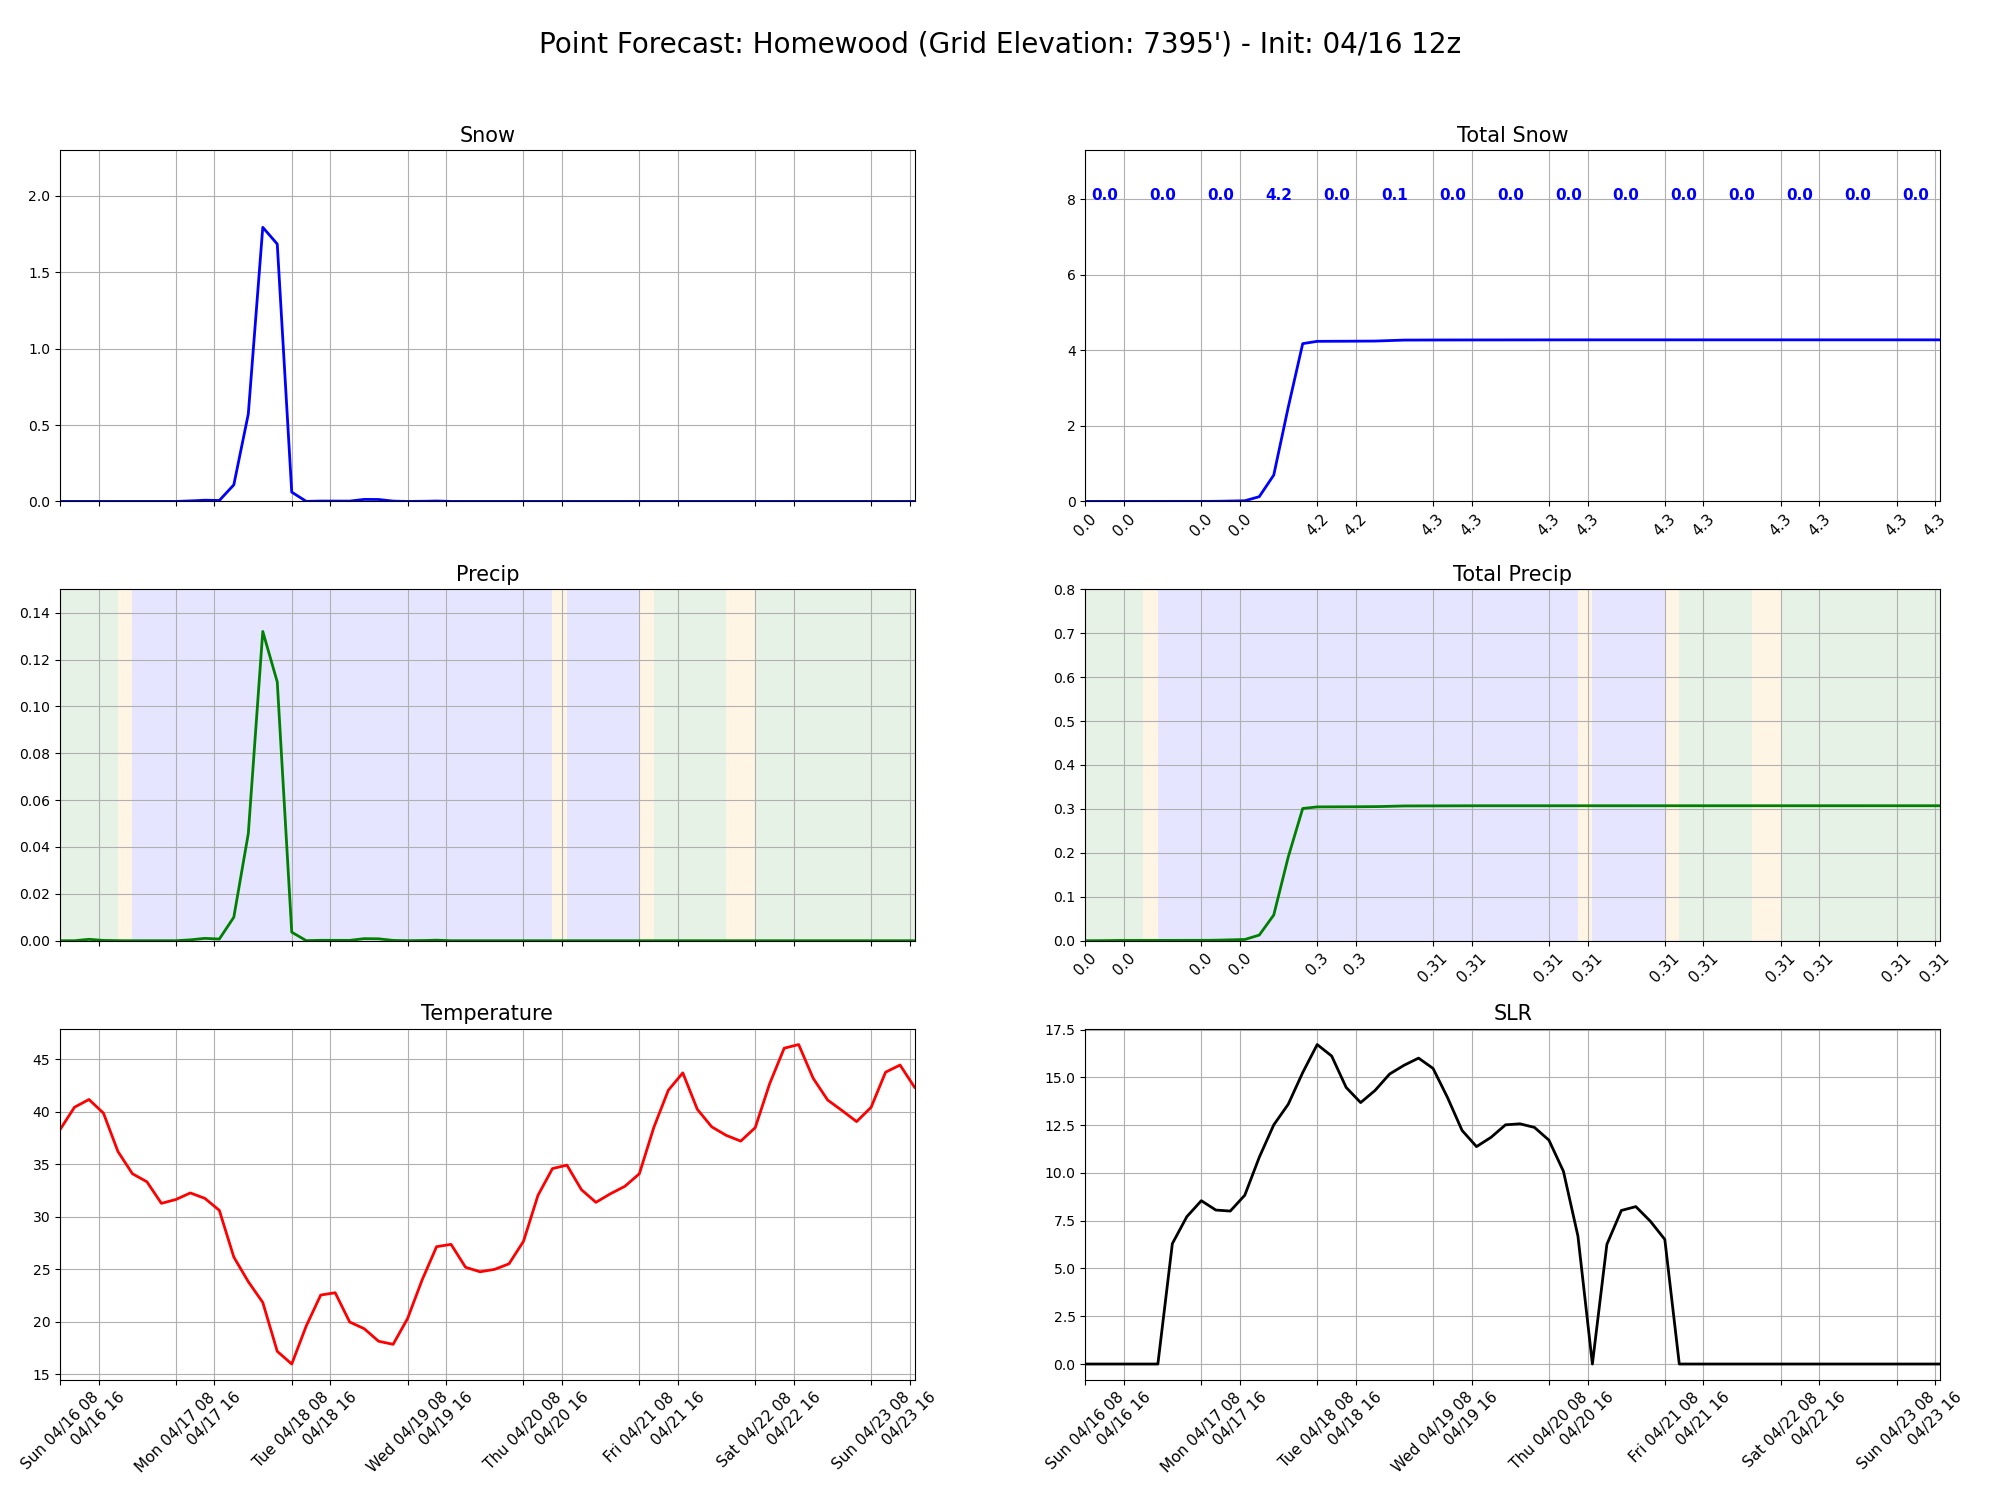 Point Forecast: Homewood (Grid Elevation: 7395') - Init: 04/16 12z
Snow
2.0
1.5
1.0
0.5
0.0
Total Snow
0.0 0.0 0.0 4.2 0.0 0.1 0.0 0.0 0.0 0.0 0.0 0.0 0.0 0.0 0.0
8
6
4
2
0
0.0 0.0 0.0 0.0 4.2 4.2 4.3 4.3 4.3 4.3 4.3 4.3 4.3 4.3 4.3 4.3
Precip
0.14
0.12
0.10
0.08
0.06
0.04
0.02
0.00
Total Precip
0.8
0.7
0.6
0.5
0.4
0.3
0.2
0.1
0.0
0.0 0.0 0.0 0.0 0.3 0.3 0.31 0.31 0.31 0.31 0.31 0.31 0.31 0.31 0.31 0.31
Temperature
45
40
35
30
25
20
15
Sun 04/16 08
04/16 16
Mon 04/17 08
04/17 16
Tue 04/18 08
04/18 16
Wed 04/19 08
04/19 16
Thu 04/20 08
04/20 16
Fri 04/21 08
04/21 16
Sat 04/22 08
04/22 16
Sun 04/23 08
04/23 16
SLR
17.5
15.0
12.5
10.0
7.5
5.0
2.5
0.0
Sun 04/16 08
04/16 16
Mon 04/17 08
04/17 16
Tue 04/18 08
04/18 16
Wed 04/19 08
04/19 16
Thu 04/20 08
04/20 16
Fri 04/21 08
04/21 16
Sat 04/22 08
04/22 16
Sun 04/23 08
04/23 16